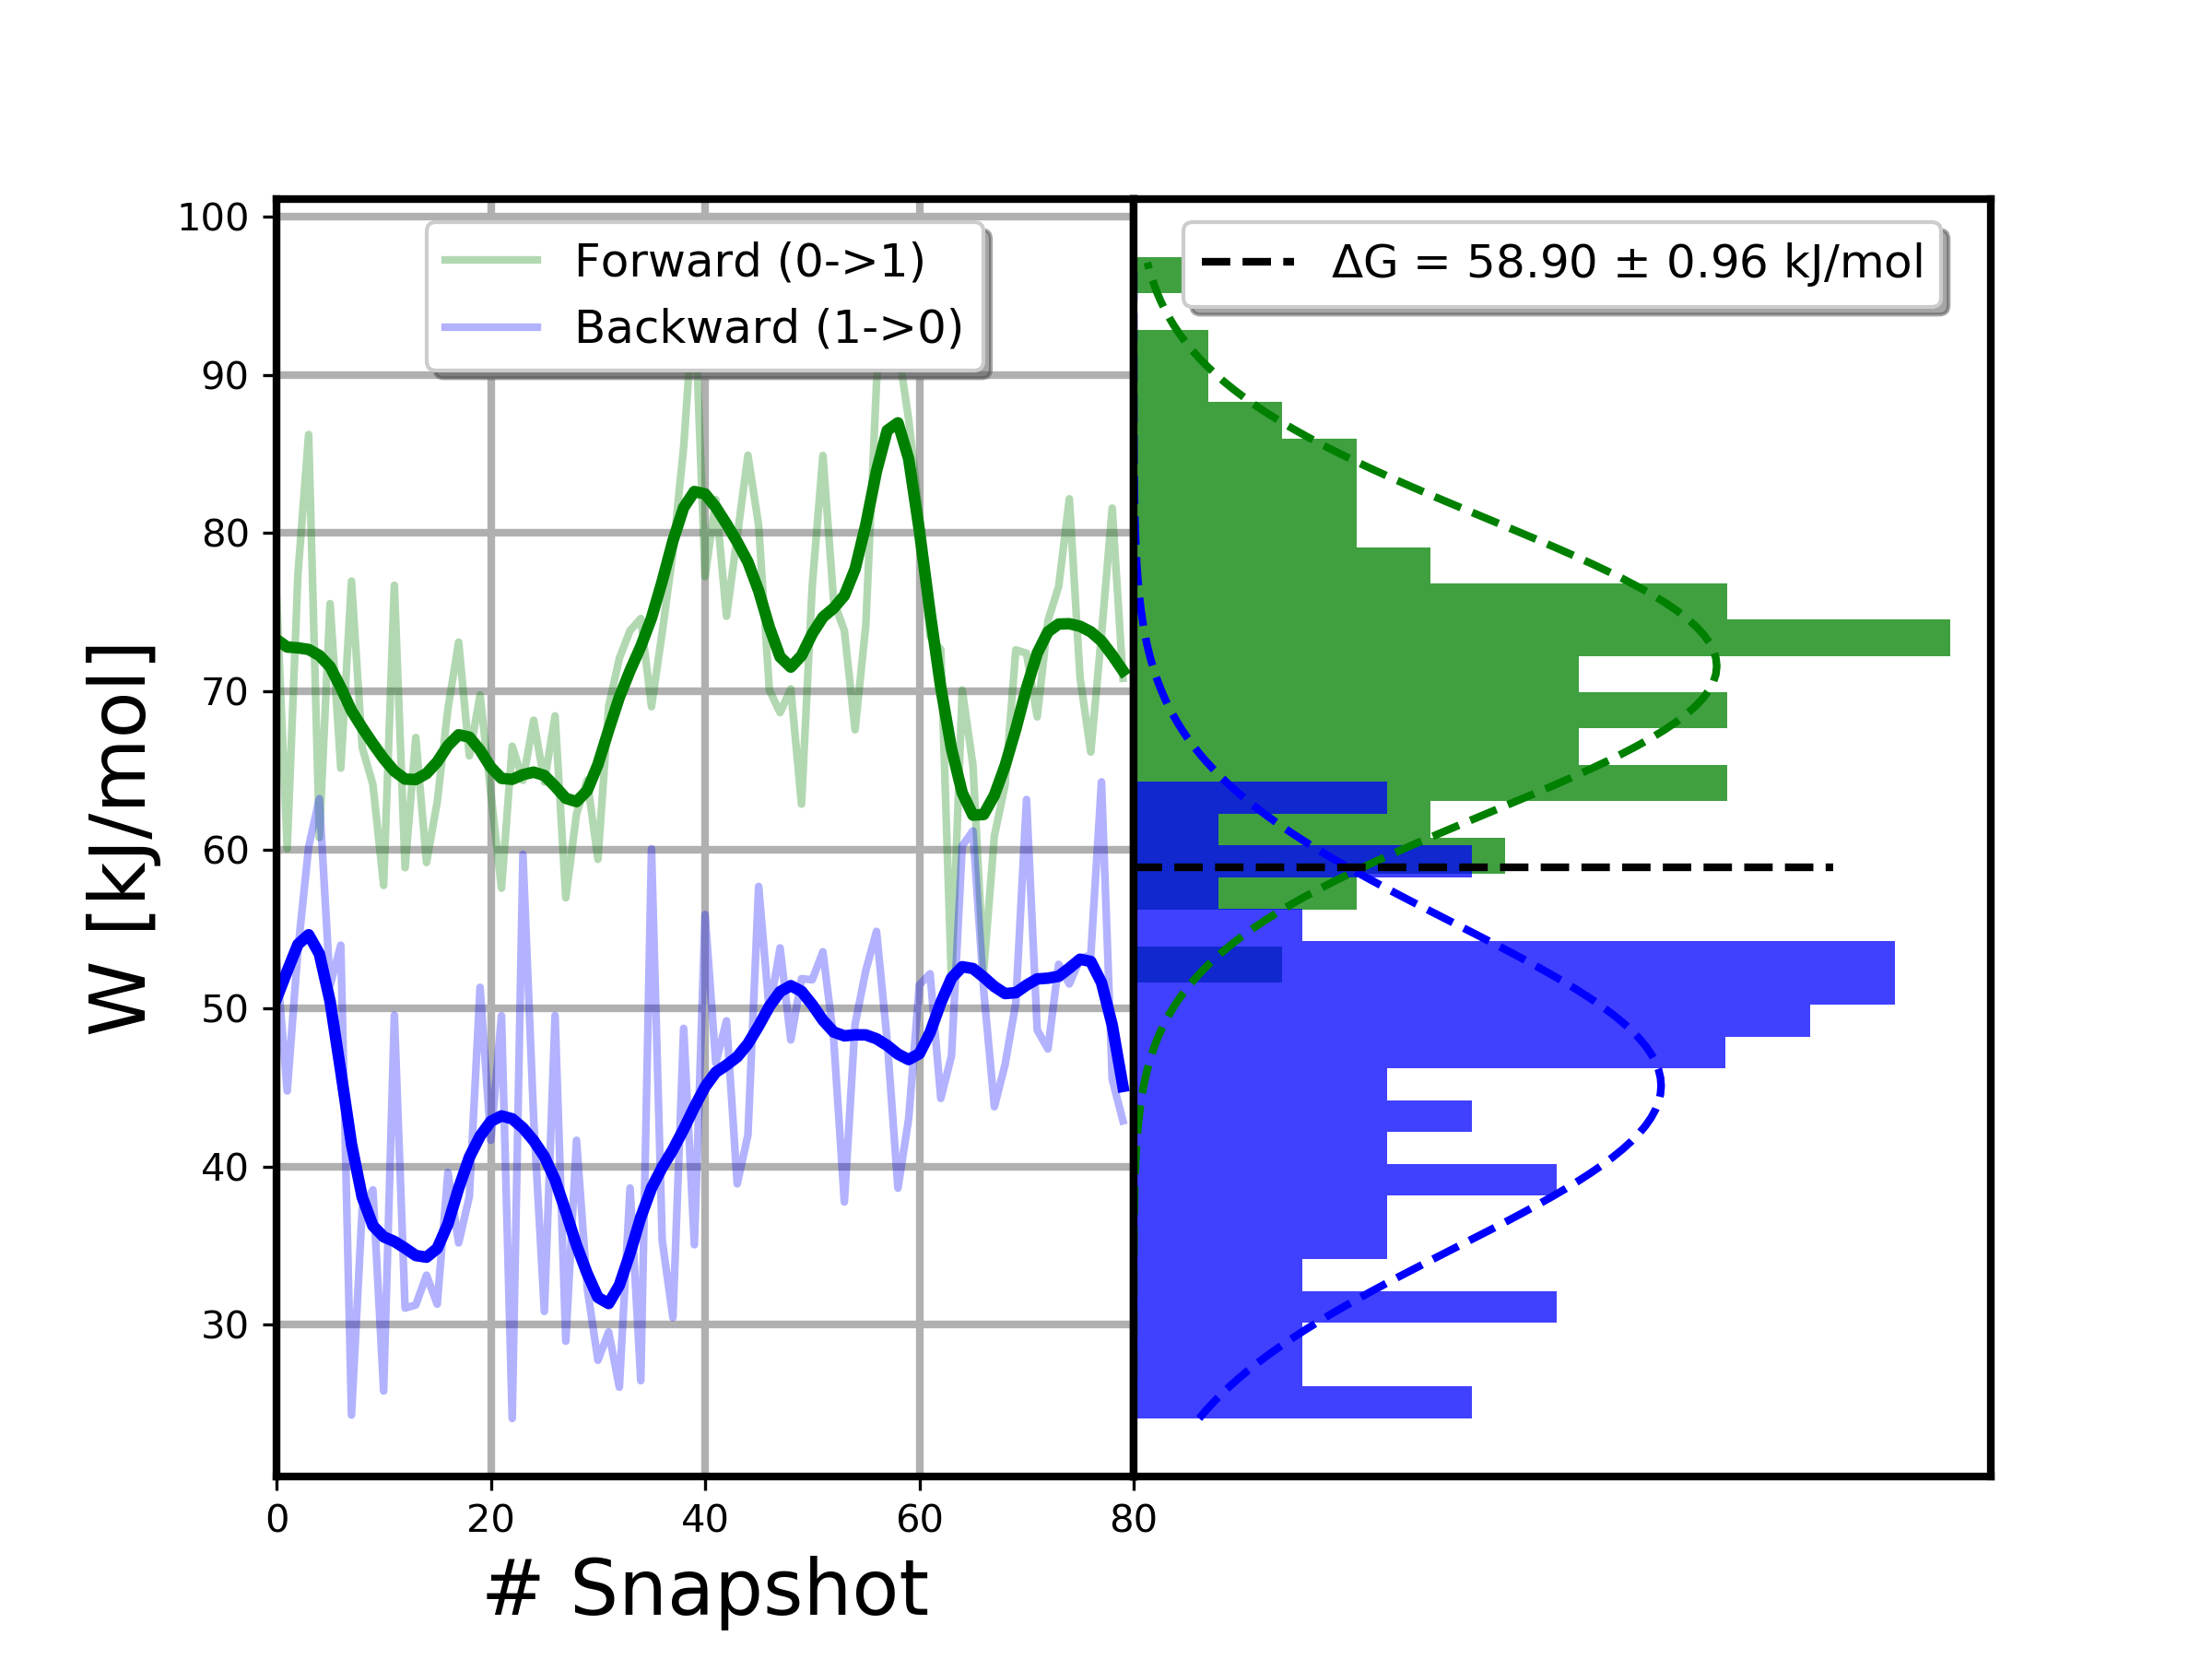 Forward (0->1)
Backward (1->0)
ΔG = 58.90 ± 0.96 kJ/mol
W [kJ/mol]
100
90
80
70
60
50
40
30
0 20 40 60 80
# Snapshot